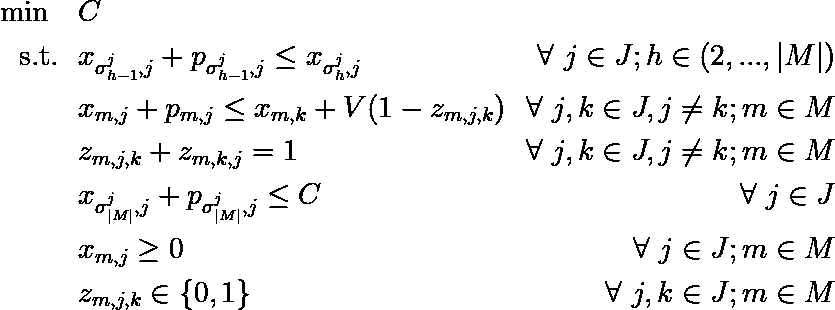 min C
s.t. x_{σ^j_{h−1},j} + p_{σ^j_{h−1},j} ≤ x_{σ^j_h,j} ∀ j ∈ J; h ∈ (2, ..., |M|)
x_{m,j} + p_{m,j} ≤ x_{m,k} + V(1 − z_{m,j,k}) ∀ j, k ∈ J, j ≠ k; m ∈ M
z_{m,j,k} + z_{m,k,j} = 1 ∀ j, k ∈ J, j ≠ k; m ∈ M
x_{σ^j_{|M|},j} + p_{σ^j_{|M|},j} ≤ C ∀ j ∈ J
x_{m,j} ≥ 0 ∀ j ∈ J; m ∈ M
z_{m,j,k} ∈ {0, 1} ∀ j, k ∈ J; m ∈ M